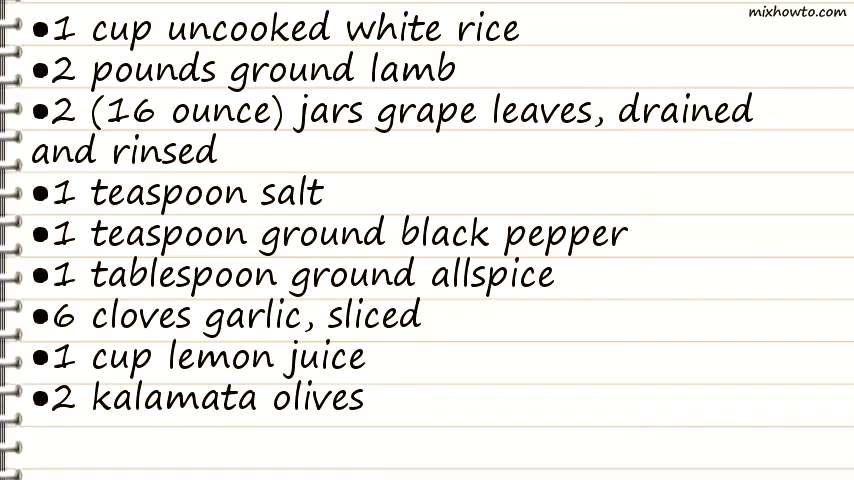 mixhowto.com
•1 cup uncooked white rice
•2 pounds ground lamb
•2 (16 ounce) jars grape leaves, drained
and rinsed
•1 teaspoon salt
•1 teaspoon ground black pepper
•1 tablespoon ground allspice
•6 cloves garlic, sliced
•1 cup lemon juice
•2 kalamata olives